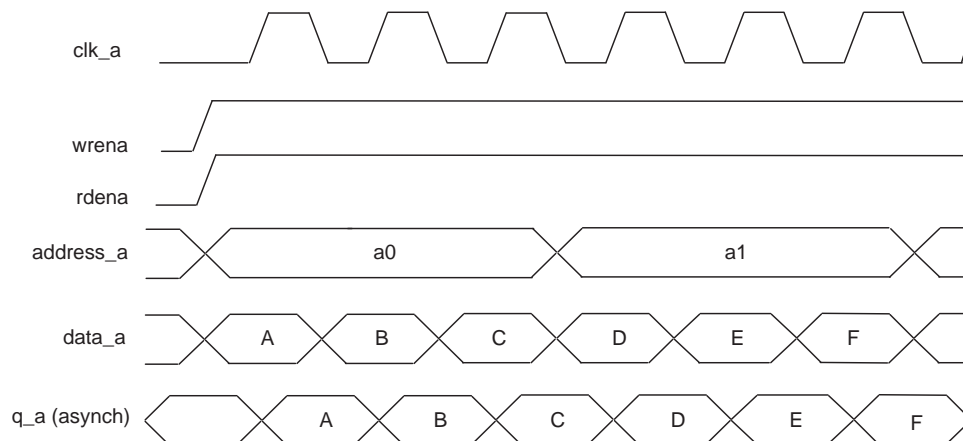 clk_a
wrena
rdena
address_a a0 a1
data_a A B C D E F
q_a (asynch) A B C D E F